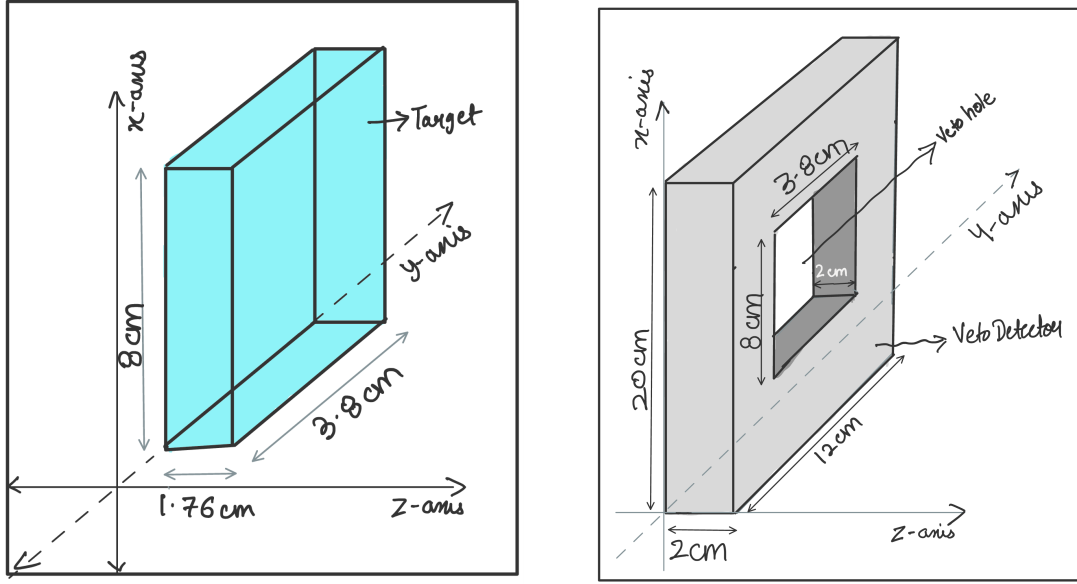 x-axis
Target
y-axis
8cm
3.8cm
1.76cm
z-axis
x-axis
Veto hole
3.8cm
y-axis
2cm
8cm
Veto Detector
20cm
12cm
z-axis
2cm